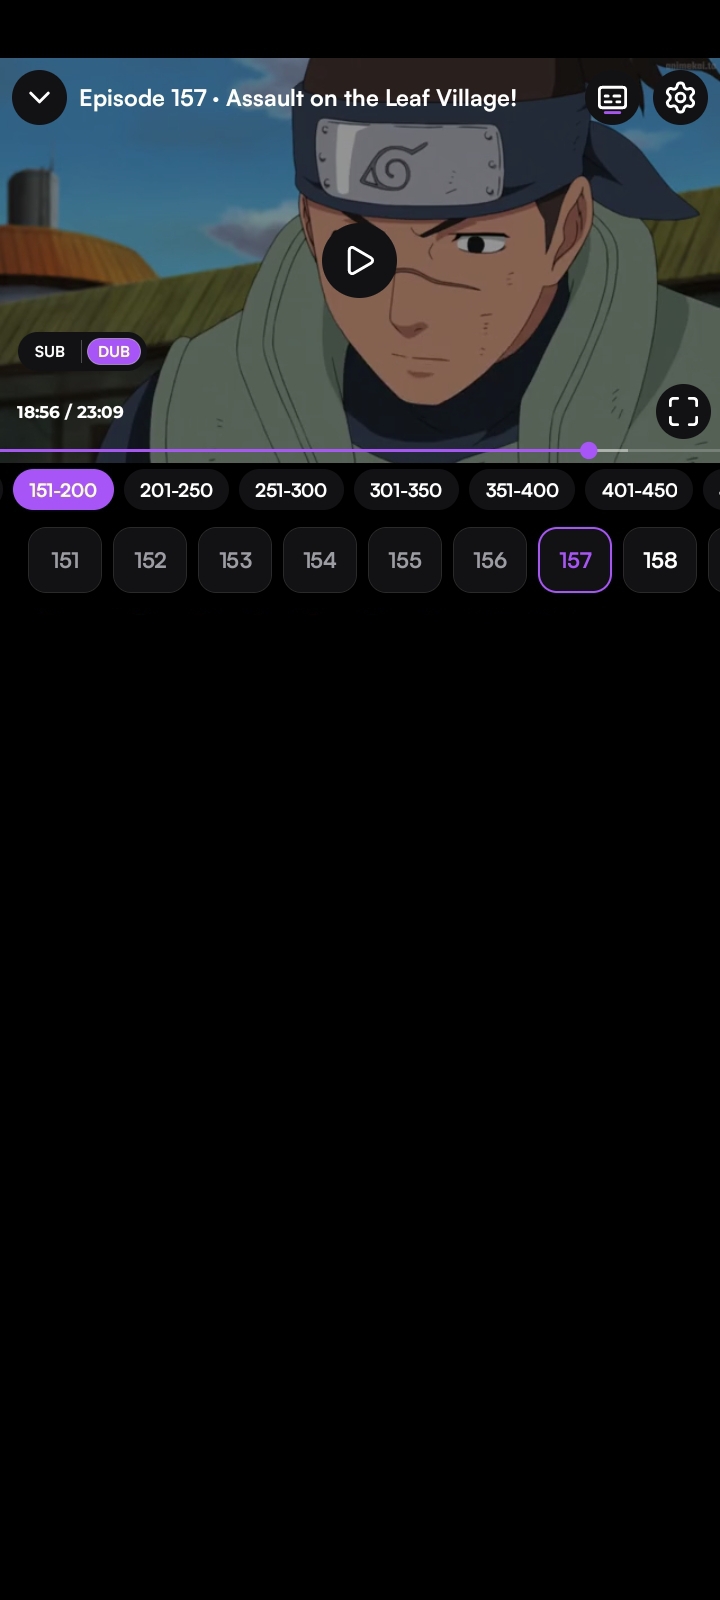 Episode 157 • Assault on the Leaf Village!
SUB DUB
18:56 / 23:09
151-200 201-250 251-300 301-350 351-400 401-450
151 152 153 154 155 156 157 158